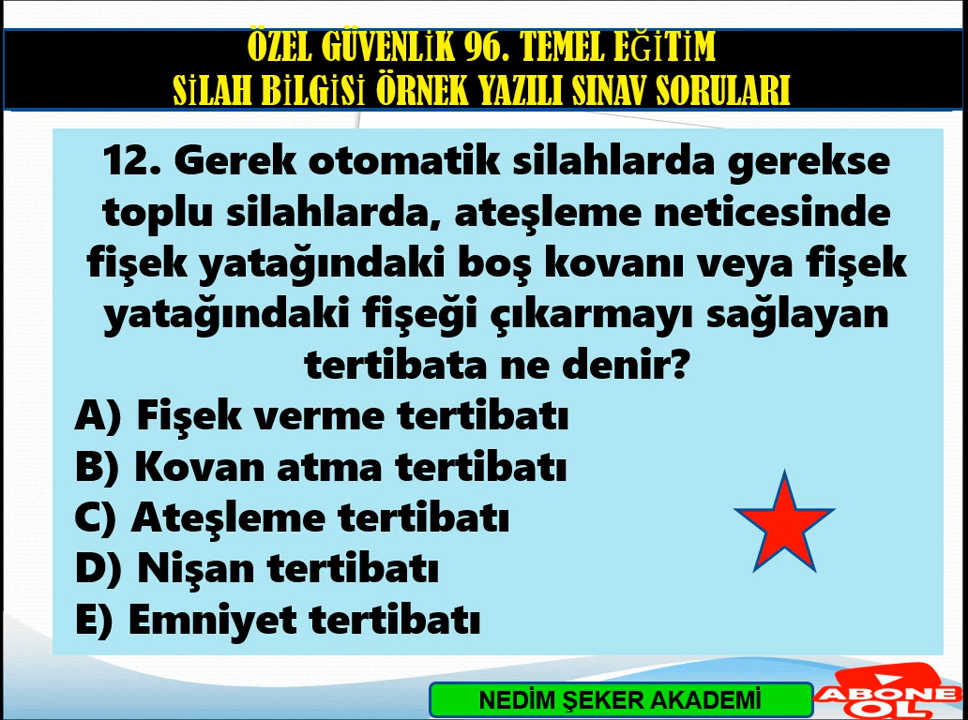 ÖZEL GÜVENLİK 96. TEMEL EĞİTİM
SİLAH BİLGİSİ ÖRNEK YAZILI SINAV SORULARI
12. Gerek otomatik silahlarda gerekse
toplu silahlarda, ateşleme neticesinde
fişek yatağındaki boş kovanı veya fişek
yatağındaki fişeği çıkarmayı sağlayan
tertibata ne denir?
A) Fişek verme tertibatı
B) Kovan atma tertibatı
C) Ateşleme tertibatı
D) Nişan tertibatı
E) Emniyet tertibatı
NEDİM ŞEKER AKADEMİ
ABONE
OL